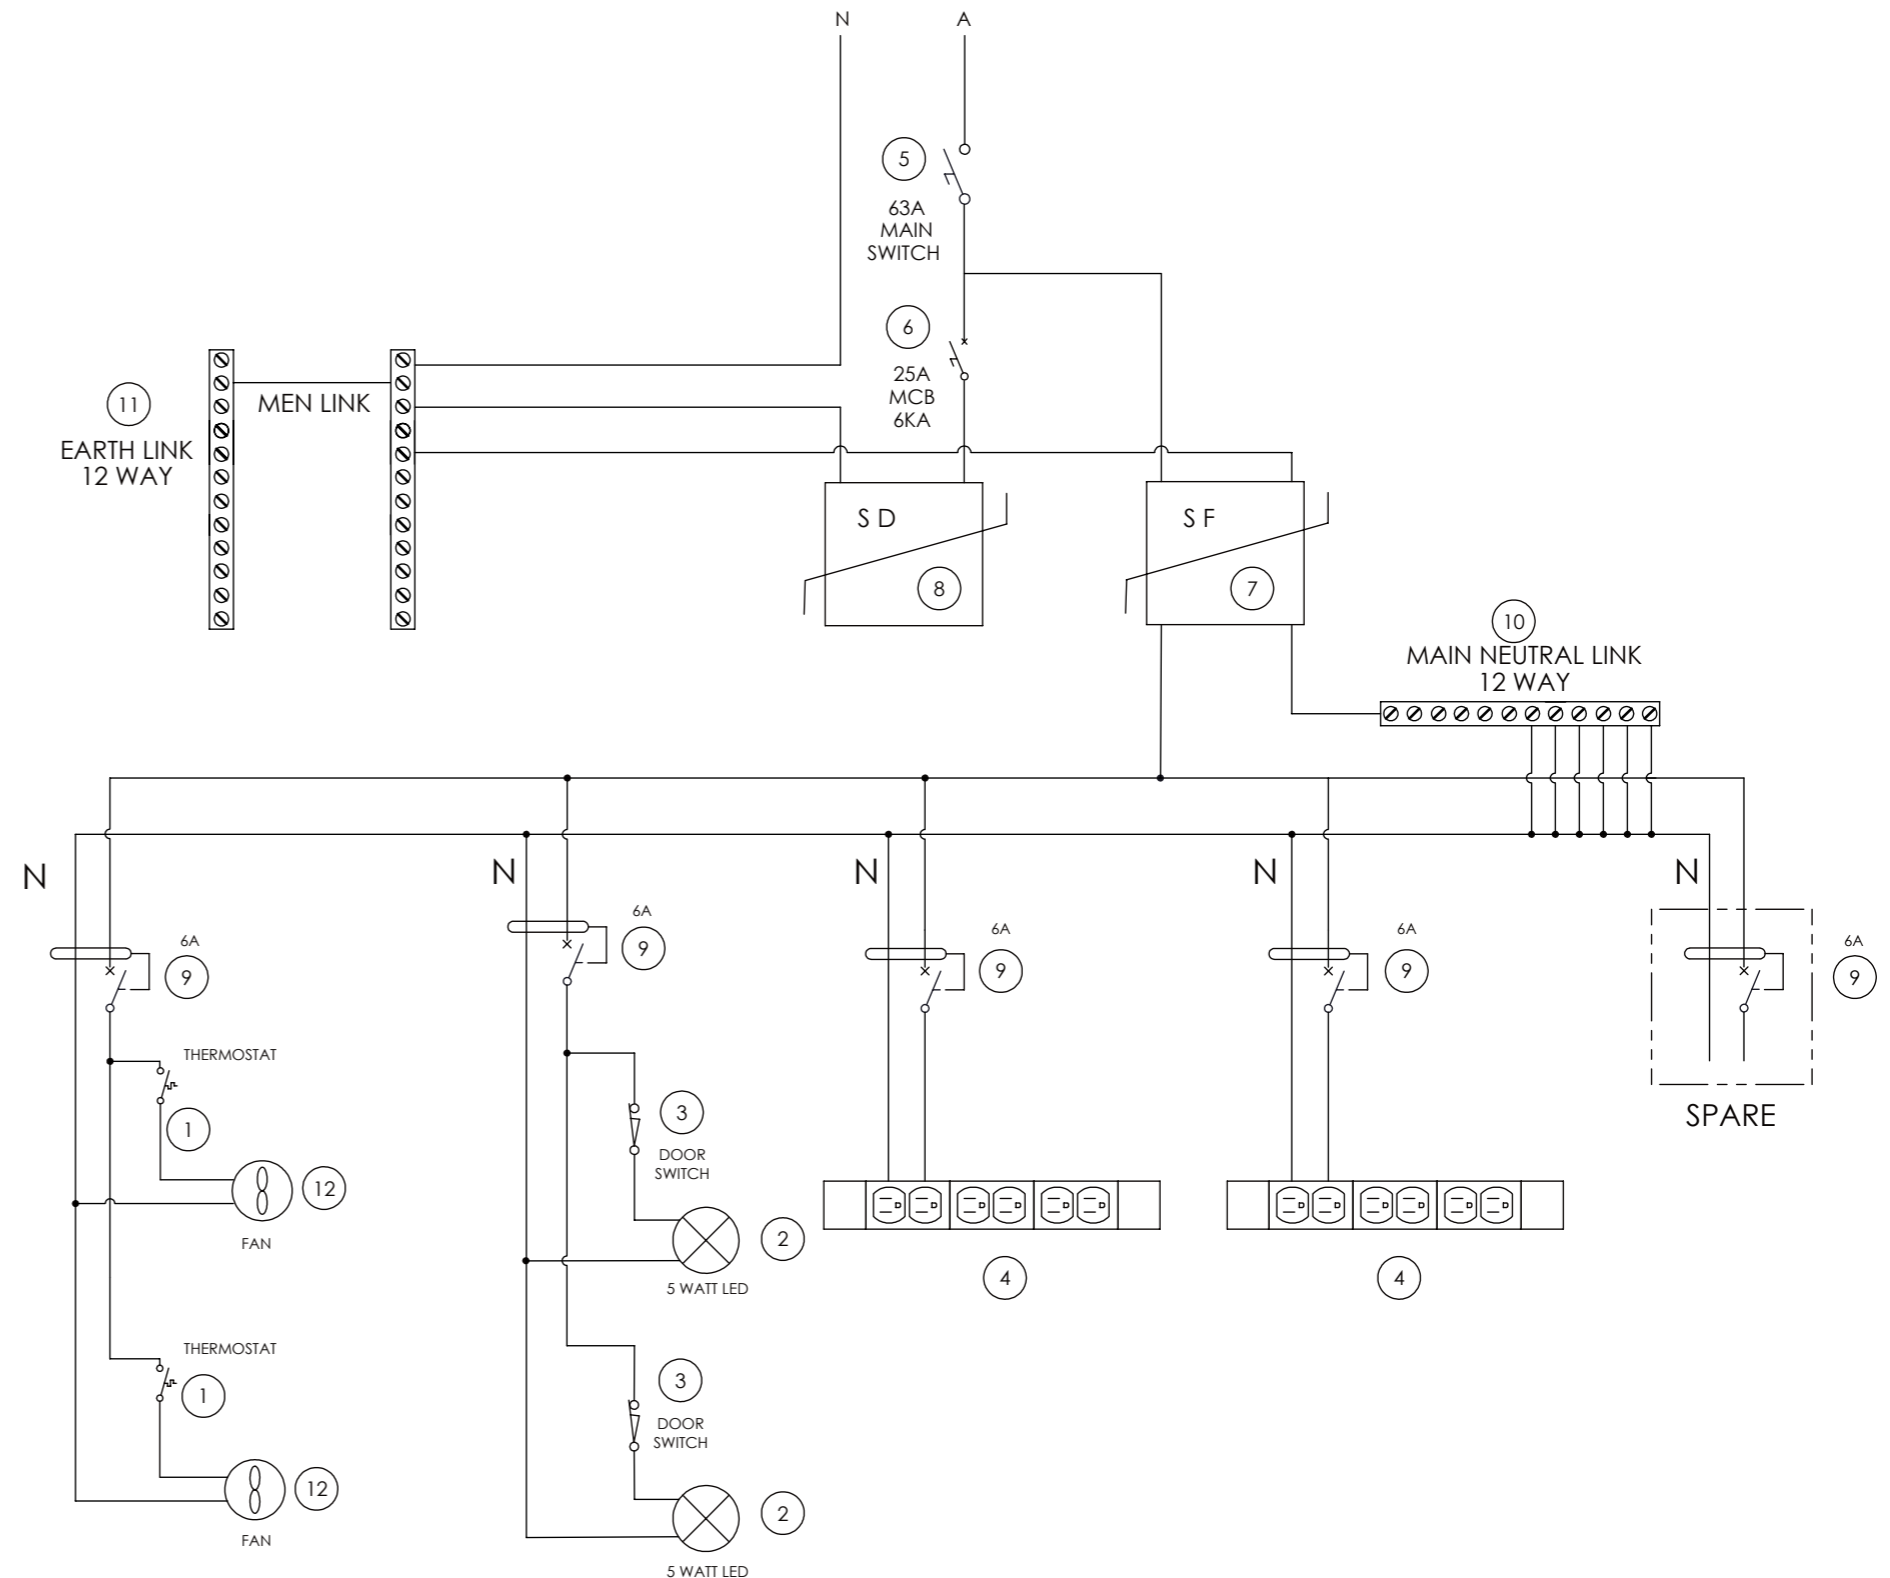 N
A
5
63A
MAIN
SWITCH
6
25A
MCB
6KA
11
EARTH LINK
12 WAY
MEN LINK
S D
8
S F
7
10
MAIN NEUTRAL LINK
12 WAY
N
N
N
N
N
6A
9
6A
9
6A
9
6A
9
6A
9
SPARE
THERMOSTAT
1
12
FAN
THERMOSTAT
1
12
FAN
3
DOOR
SWITCH
2
5 WATT LED
3
DOOR
SWITCH
2
5 WATT LED
4
4